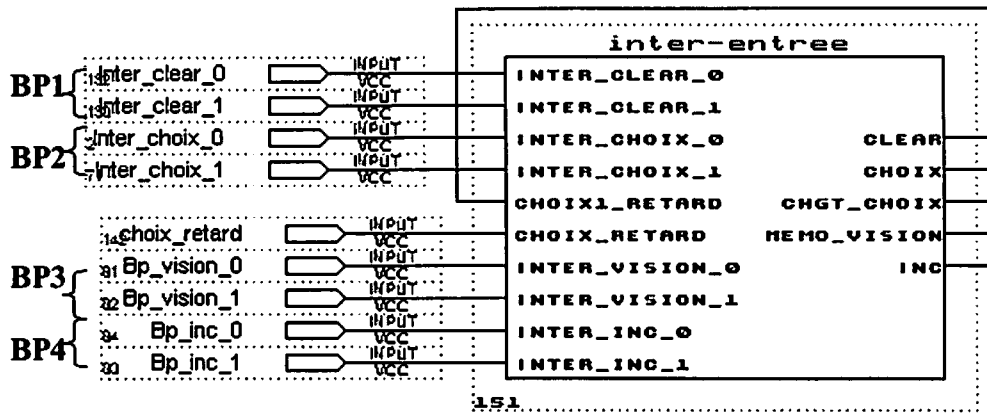 inter-entree
BP1
Inter_clear_0 INPUT VCC INTER_CLEAR_0
Inter_clear_1 INPUT VCC INTER_CLEAR_1
BP2
Inter_choix_0 INPUT VCC INTER_CHOIX_0 CLEAR
Inter_choix_1 INPUT VCC INTER_CHOIX_1 CHOIX
CHOIX1_RETARD CHGT_CHOIX
choix_retard INPUT VCC CHOIX_RETARD MEMO_VISION
BP3
Bp_vision_0 INPUT VCC INTER_VISION_0 INC
Bp_vision_1 INPUT VCC INTER_VISION_1
BP4
Bp_inc_0 INPUT VCC INTER_INC_0
Bp_inc_1 INPUT VCC INTER_INC_1
151